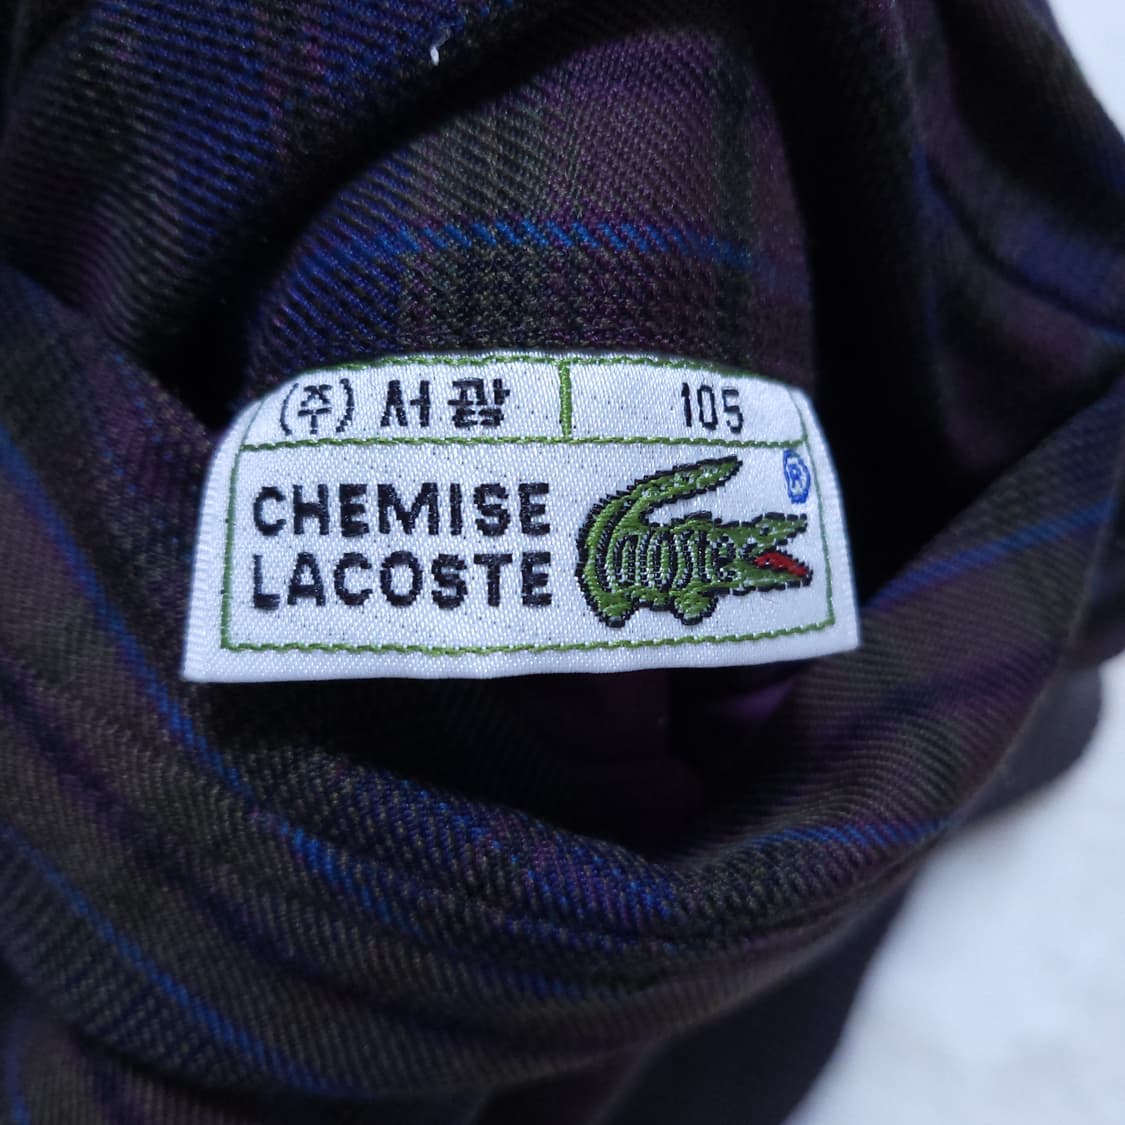 (주) 서광 105
CHEMISE
LACOSTE
Lacoste
®